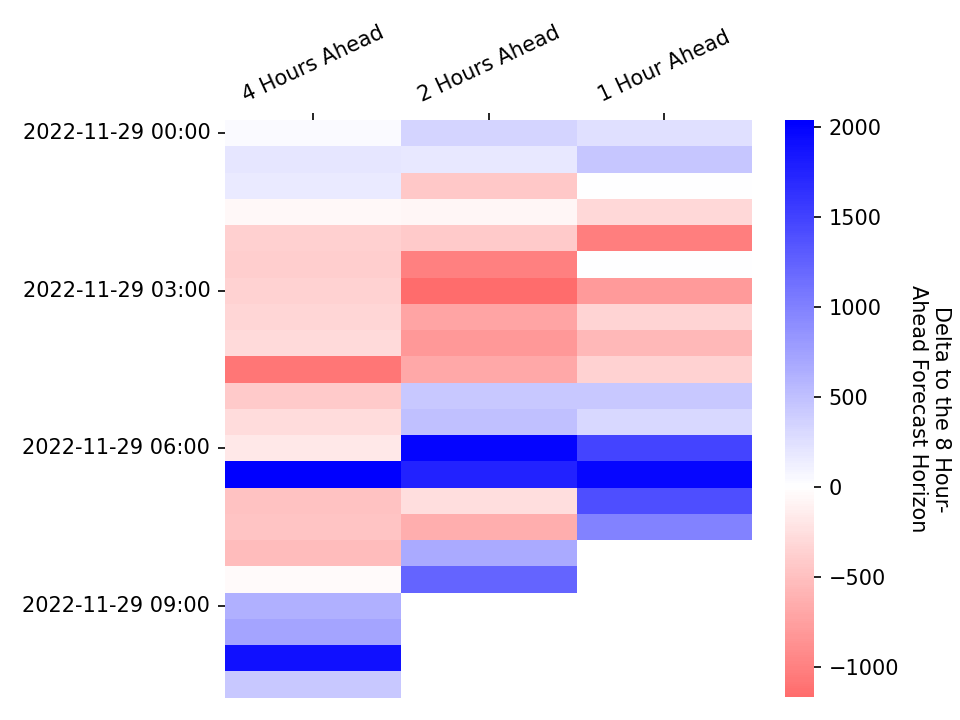 4 Hours Ahead
2 Hours Ahead
1 Hour Ahead
2022-11-29 00:00
2022-11-29 03:00
2022-11-29 06:00
2022-11-29 09:00
2000
1500
1000
500
0
−500
−1000
Delta to the 8 Hour-
Ahead Forecast Horizon